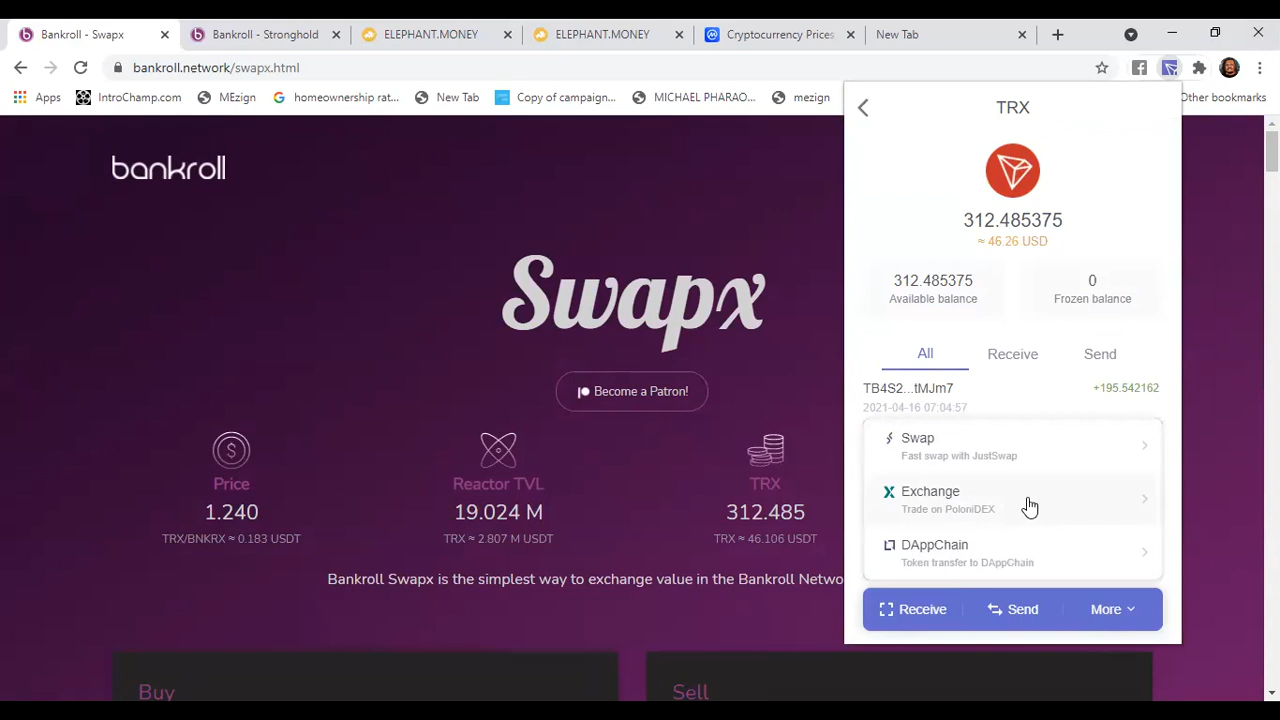 Bankroll - Swapx
Bankroll - Stronghold
ELEPHANT.MONEY
ELEPHANT.MONEY
Cryptocurrency Prices
New Tab
bankroll.network/swapx.html
Apps
IntroChamp.com
MEzign
homeownership rat...
New Tab
Copy of campaign...
MICHAEL PHARAO...
mezign
Other bookmarks
bankroll
Swapx
Become a Patron!
Price
1.240
TRX/BNKRX ≈ 0.183 USDT
Reactor TVL
19.024 M
TRX ≈ 2.807 M USDT
TRX
312.485
TRX ≈ 46.106 USDT
Bankroll Swapx is the simplest way to exchange value in the Bankroll Netwo
Buy
Sell
TRX
312.485375
≈ 46.26 USD
312.485375
Available balance
0
Frozen balance
All
Receive
Send
TB4S2...tMJm7
+195.542162
2021-04-16 07:04:57
Swap
Fast swap with JustSwap
Exchange
Trade on PoloniDEX
DAppChain
Token transfer to DAppChain
Receive
Send
More